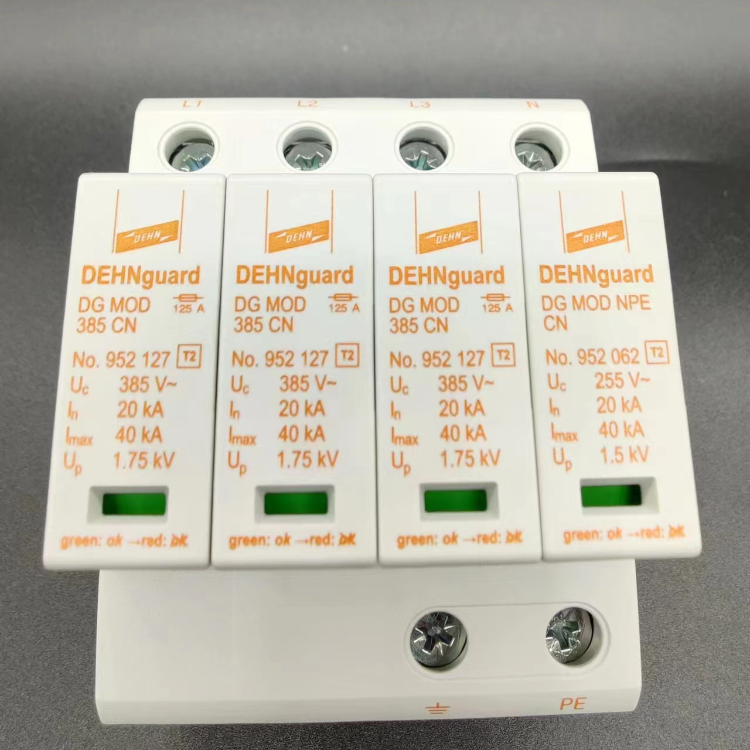 L1 L2 L3 N
DEHN
DEHNguard
DG MOD
385 CN
125 A
No. 952 127 T2
Uc 385 V~
In 20 kA
Imax 40 kA
Up 1.75 kV
green: ok →red: ok
DEHN
DEHNguard
DG MOD
385 CN
125 A
No. 952 127 T2
Uc 385 V~
In 20 kA
Imax 40 kA
Up 1.75 kV
green: ok →red: ok
DEHN
DEHNguard
DG MOD
385 CN
125 A
No. 952 127 T2
Uc 385 V~
In 20 kA
Imax 40 kA
Up 1.75 kV
green: ok →red: ok
DEHN
DEHNguard
DG MOD NPE
CN
No. 952 062 T2
Uc 255 V~
In 20 kA
Imax 40 kA
Up 1.5 kV
green: ok →red: ok
PE